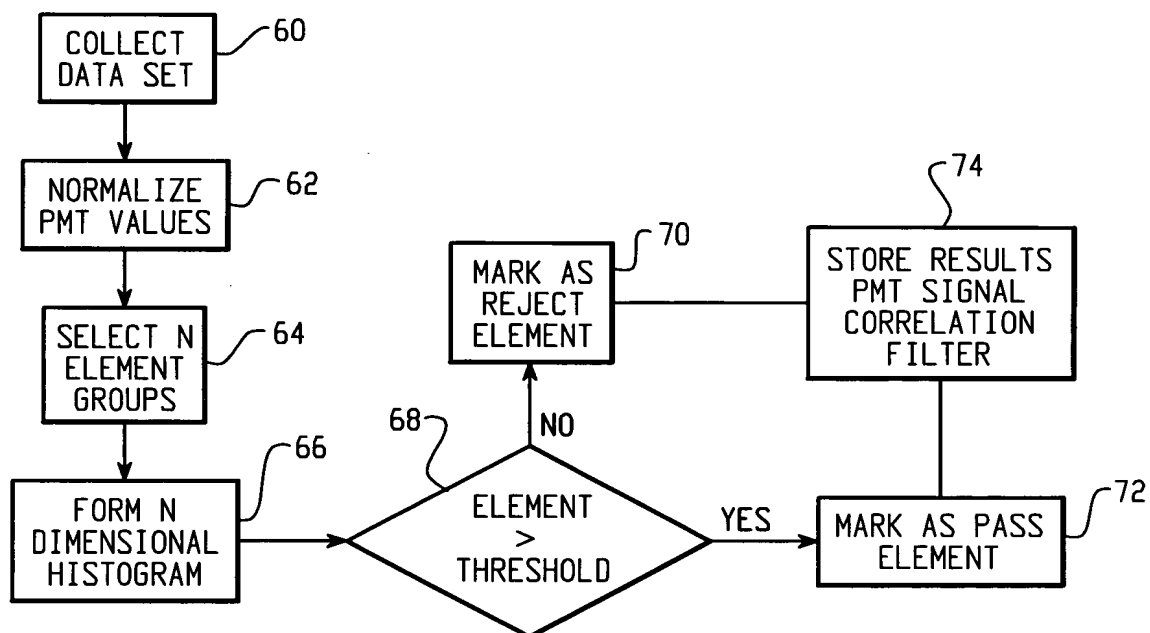 COLLECT
DATA SET
60
NORMALIZE
PMT VALUES
62
SELECT N
ELEMENT
GROUPS
64
FORM N
DIMENSIONAL
HISTOGRAM
66
ELEMENT
>
THRESHOLD
68
NO
MARK AS
REJECT
ELEMENT
70
YES
MARK AS PASS
ELEMENT
72
STORE RESULTS
PMT SIGNAL
CORRELATION
FILTER
74